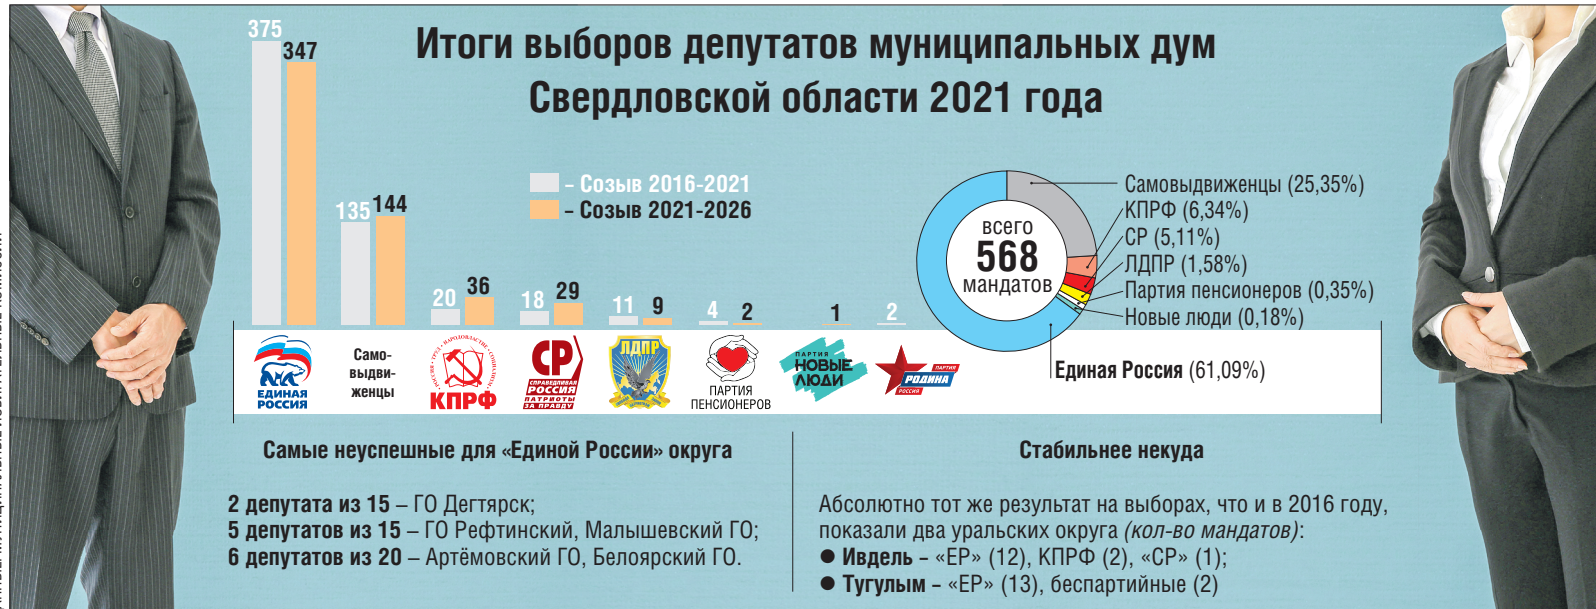 Итоги выборов депутатов муниципальных дум
Свердловской области 2021 года
375
347
135
144
20
36
18
29
11
9
4
2
1
2
– Созыв 2016-2021
– Созыв 2021-2026
всего
568
мандатов
Самовыдвиженцы (25,35%)
КПРФ (6,34%)
СР (5,11%)
ЛДПР (1,58%)
Партия пенсионеров (0,35%)
Новые люди (0,18%)
Единая Россия (61,09%)
ЕДИНАЯ
РОССИЯ
Само-
выдви-
женцы
КПРФ
СР
СПРАВЕДЛИВАЯ
РОССИЯ
ПАТРИОТЫ
ЗА ПРАВДУ
ЛДПР
ПАРТИЯ
ПЕНСИОНЕРОВ
ПАРТИЯ
НОВЫЕ
ЛЮДИ
ПАРТИЯ
РОДИНА
РОССИЯ
Самые неуспешные для «Единой России» округа
2 депутата из 15 – ГО Дегтярск;
5 депутатов из 15 – ГО Рефтинский, Малышевский ГО;
6 депутатов из 20 – Артёмовский ГО, Белоярский ГО.
Стабильнее некуда
Абсолютно тот же результат на выборах, что и в 2016 году,
показали два уральских округа (кол-во мандатов):
● Ивдель – «ЕР» (12), КПРФ (2), «СР» (1);
● Тугулым – «ЕР» (13), беспартийные (2)